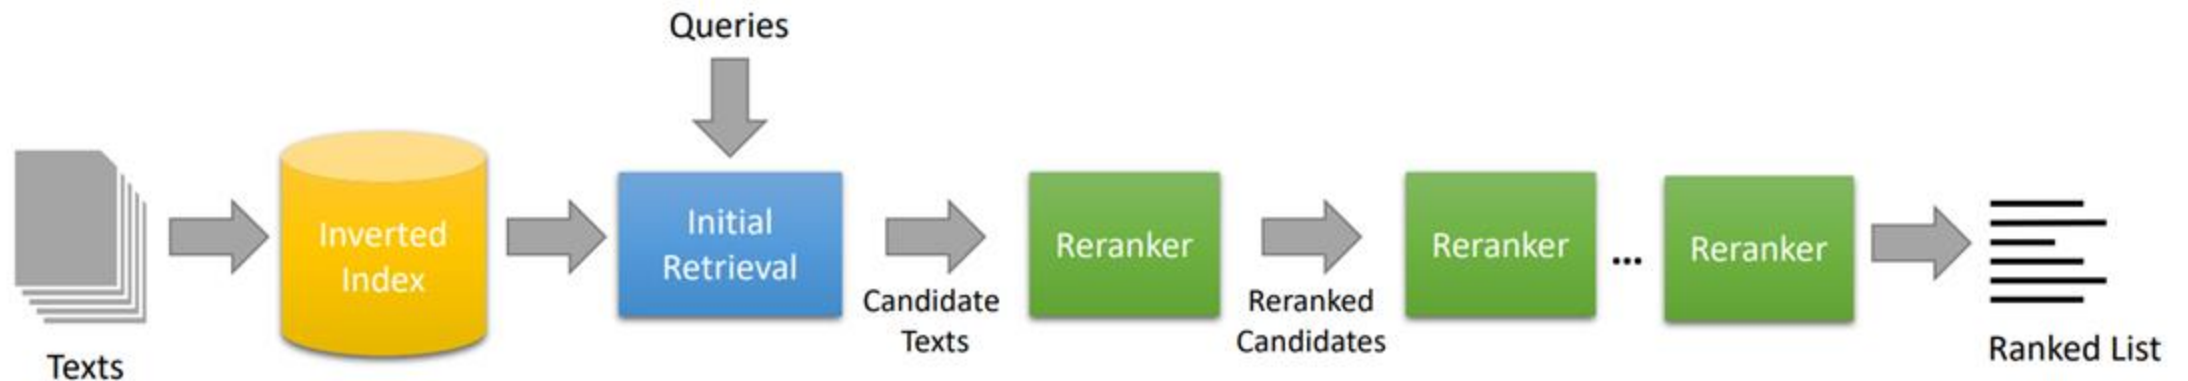 Queries
Texts
Inverted
Index
Initial
Retrieval
Candidate
Texts
Reranker
Reranked
Candidates
Reranker
...
Reranker
Ranked List